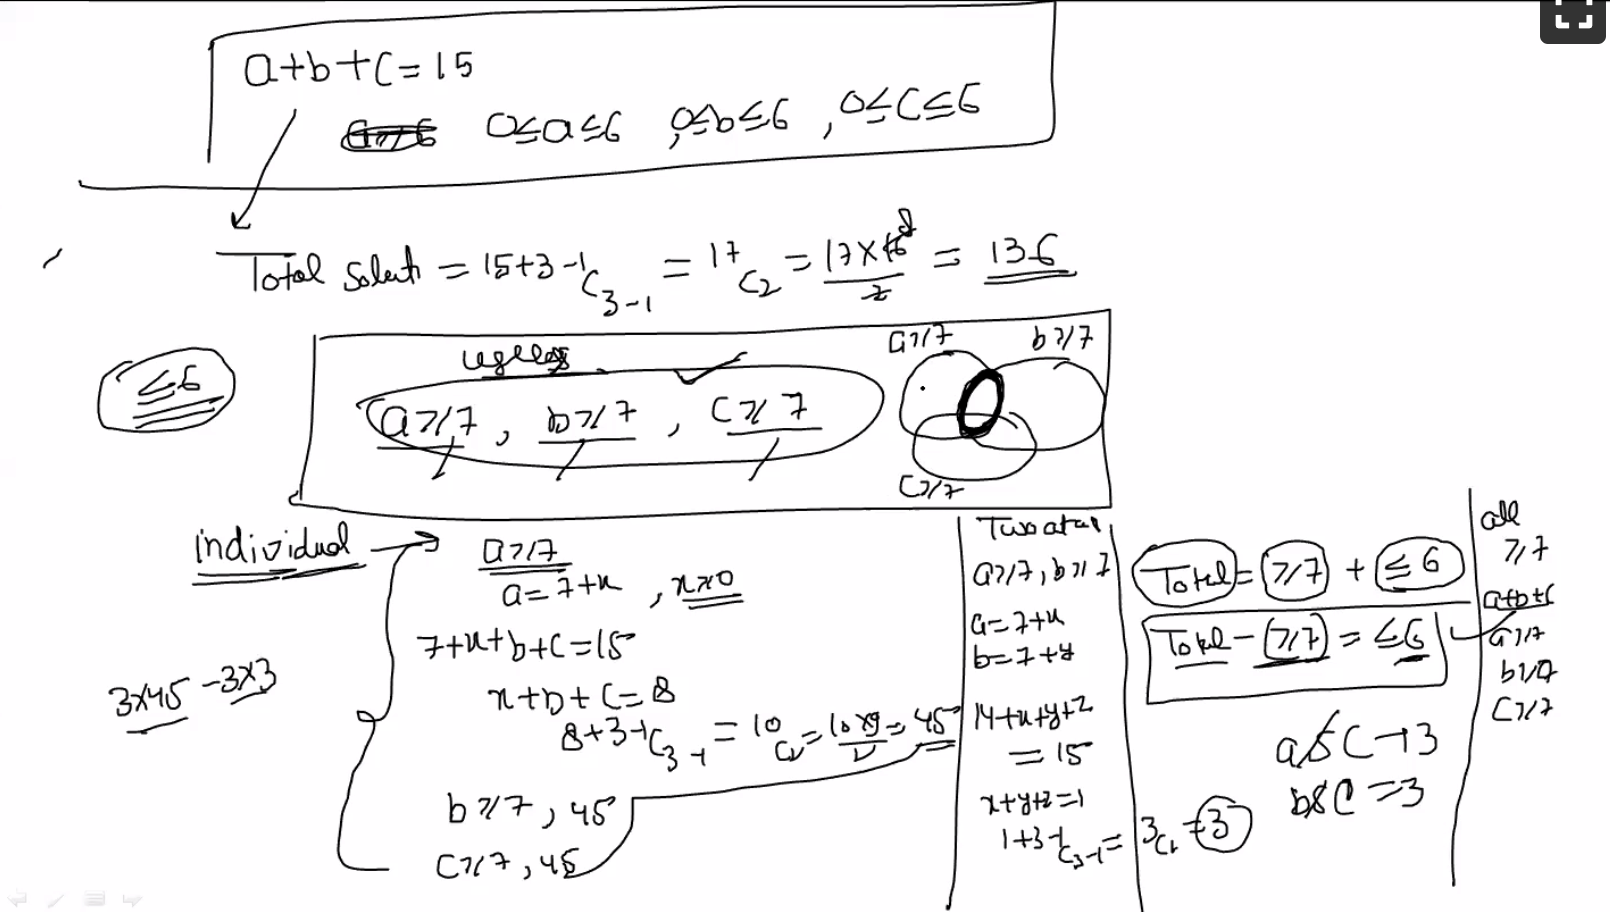 a+b+c=15
0≤a≤6 , 0≤b≤6 , 0≤c≤6
Total Soluti = 15+3-1C3-1 = 17C2 = 17×16/2 8 = 136
≤6
useless
a≥7 , b≥7 , c≥7
a≥7
b≥7
c≥7
individual
a≥7
a=7+x , x≥0
7+x+b+c=15
x+b+c=8
8+3-1C3-1 = 10C2 = 10×9/2 = 45
b≥7 , 45
c≥7 , 45
3×45 - 3×3
Two at
a≥7, b≥7
a=7+x
b=7+y
14+x+y+z
= 15
x+y+z=1
1+3-1C3-1 = 3C2 = 3
Total = ≥7 + ≤6
Total - (≥7) = ≤6
a&c → 3
b&c = 3
all
≥7
a+b+c
a≥7
b≥7
c≥7